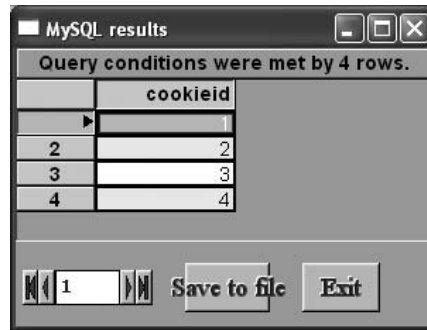 MySQL results
Query conditions were met by 4 rows.
cookieid
1
2 2
3 3
4 4
1 Save to file Exit